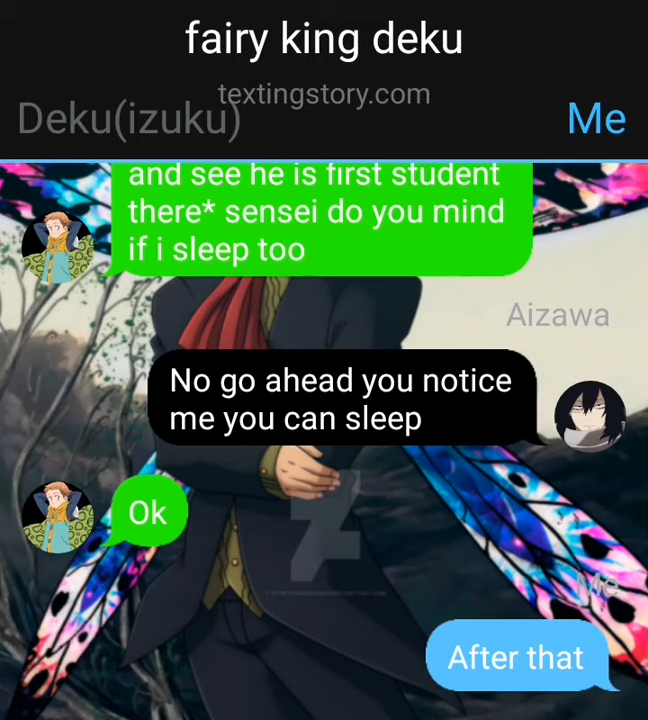 fairy king deku
textingstory.com
Deku(izuku)
Me
and see he is first student
there* sensei do you mind
if i sleep too
Aizawa
No go ahead you notice
me you can sleep
Ok
Me
After that